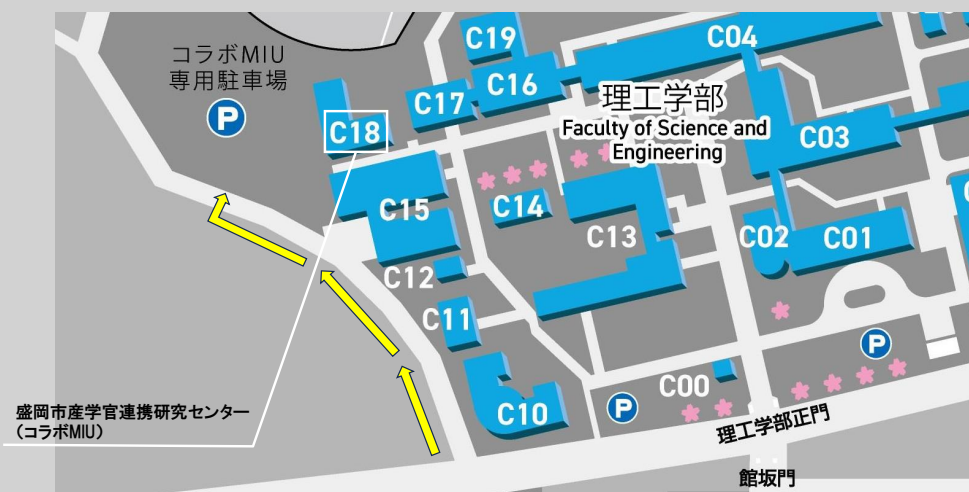 C19
C04
コラボMIU
専用駐車場
C16
C17
P
理工学部
Faculty of Science and
Engineering
C18
C03
C15
C14
C13
C02
C01
C12
C11
P
C00
C10
P
盛岡市産学官連携研究センター
（コラボMIU）
理工学部正門
館坂門